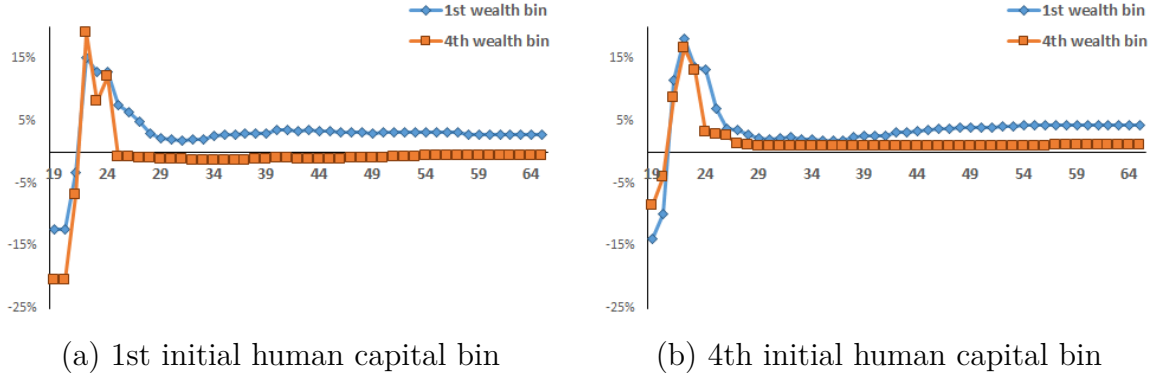 1st wealth bin
4th wealth bin
15%
5%
-5%
-15%
-25%
19 24 29 34 39 44 49 54 59 64
(a) 1st initial human capital bin
1st wealth bin
4th wealth bin
15%
5%
-5%
-15%
-25%
19 24 29 34 39 44 49 54 59 64
(b) 4th initial human capital bin